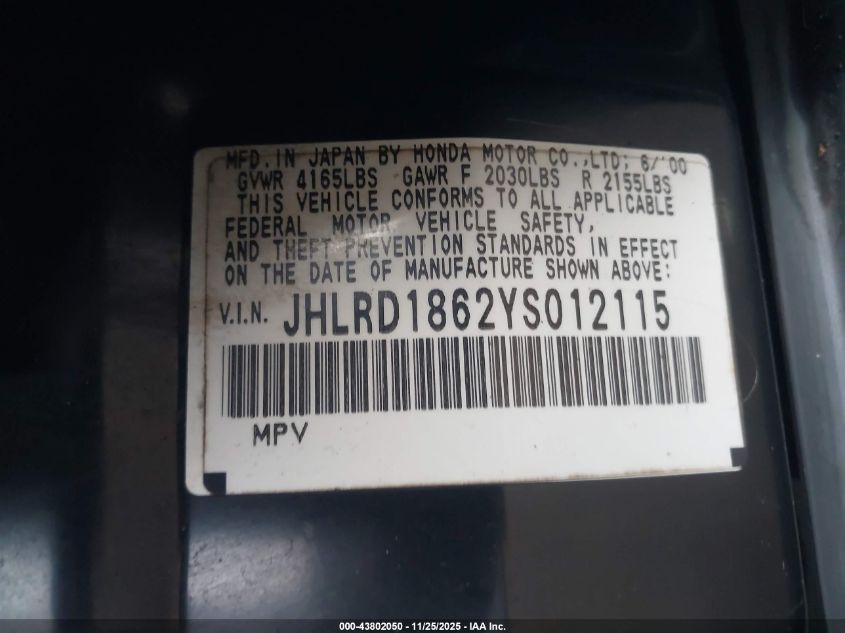 MFD. IN JAPAN BY HONDA MOTOR CO., LTD; 6/'00
GVWR 4165LBS GAWR F 2030LBS R 2155LBS
THIS VEHICLE CONFORMS TO ALL APPLICABLE
FEDERAL MOTOR VEHICLE SAFETY,
AND THEFT PREVENTION STANDARDS IN EFFECT
ON THE DATE OF MANUFACTURE SHOWN ABOVE:
V.I.N. JHLRD1862YS012115
MPV
000-43802050 - 11/25/2025 - IAA Inc.